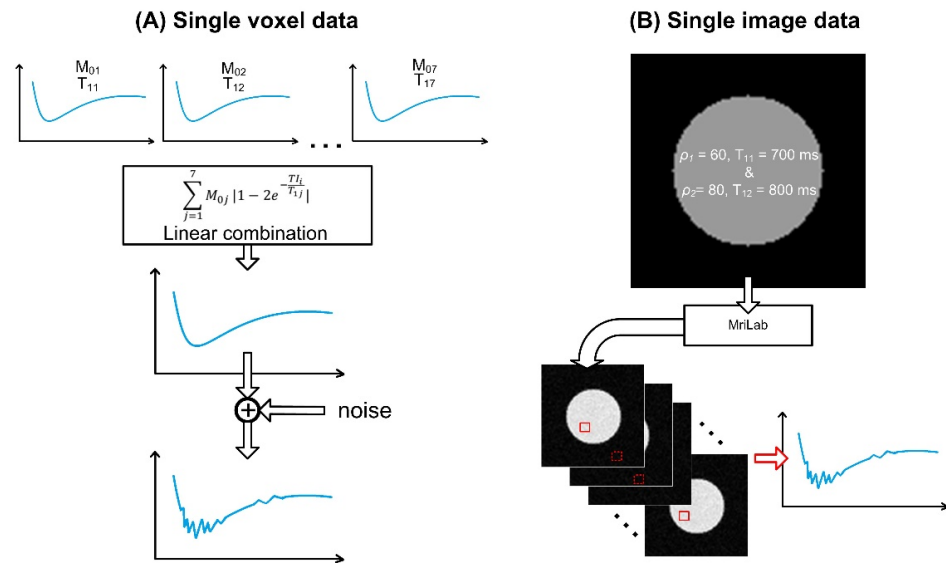 (A) Single voxel data
M₀₁
T₁₁
M₀₂
T₁₂
M₀₇
T₁₇
. . .
∑_{j=1}^{7} M₀ⱼ |1 − 2e^{−TIᵢ/T₁ⱼ}|
Linear combination
+
noise
(B) Single image data
ρ₁ = 60, T₁₁ = 700 ms
&
ρ₂= 80, T₁₂ = 800 ms
MriLab